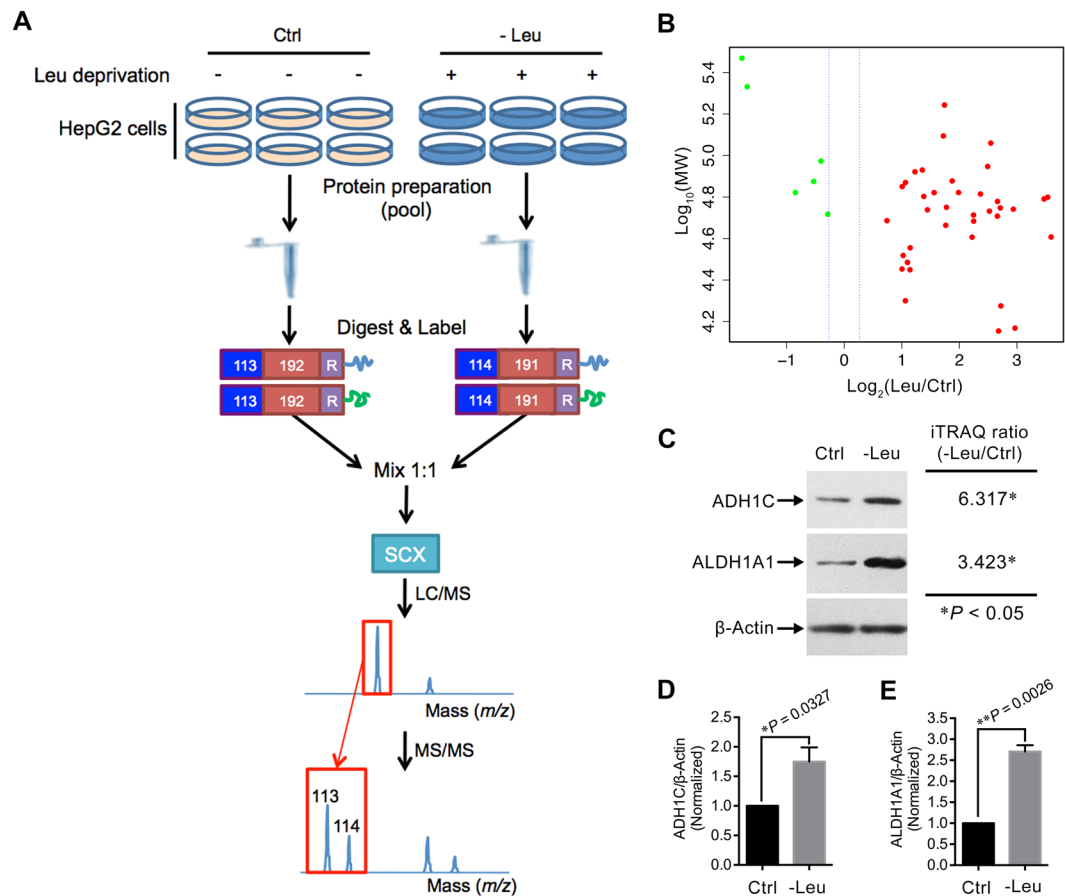 A
Ctrl
- Leu
Leu deprivation
- - - + + +
HepG2 cells
Protein preparation
(pool)
Digest & Label
113 192 R
114 191 R
113 192 R
114 191 R
Mix 1:1
SCX
LC/MS
Mass (m/z)
MS/MS
113
114
Mass (m/z)
B
Log10(MW)
5.4
5.2
5.0
4.8
4.6
4.4
4.2
−1 0 1 2 3
Log2(Leu/Ctrl)
C
Ctrl -Leu
iTRAQ ratio
(-Leu/Ctrl)
ADH1C
6.317*
ALDH1A1
3.423*
β-Actin
*P < 0.05
D
ADH1C/β-Actin
(Normalized)
2.5
2.0
1.5
1.0
0.5
0.0
*P = 0.0327
Ctrl -Leu
E
ALDH1A1/β-Actin
(Normalized)
3.5
3.0
2.5
2.0
1.5
1.0
0.5
0.0
**P = 0.0026
Ctrl -Leu